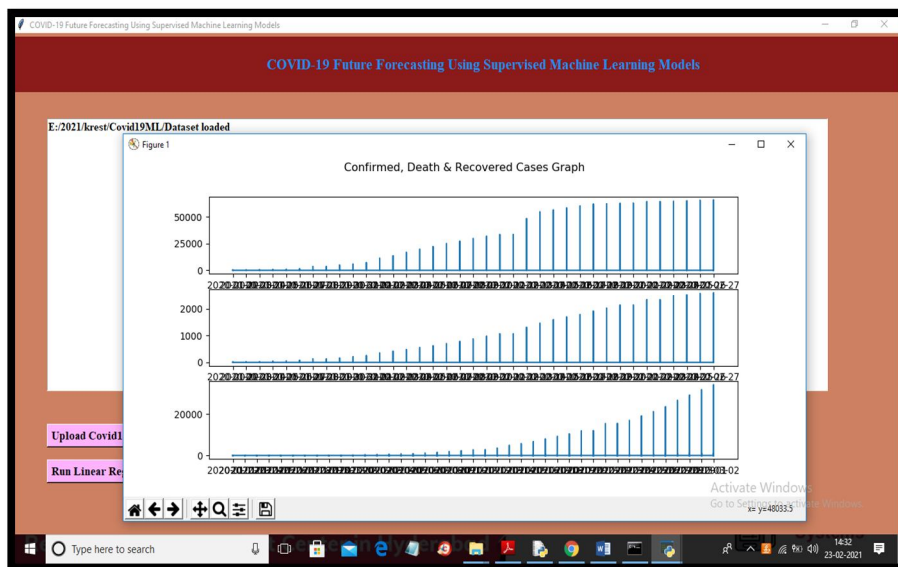 COVID-19 Future Forecasting Using Supervised Machine Learning Models
COVID-19 Future Forecasting Using Supervised Machine Learning Models
E:/2021/krest/Covid19ML/Dataset loaded
Figure 1
Confirmed, Death & Recovered Cases Graph
50000
25000
0
2000
1000
0
20000
0
Upload Covid1
Run Linear Re
Activate Windows
Go to Settings to activate Windows.
x= y=48033.5
Type here to search
14:32
23-02-2021